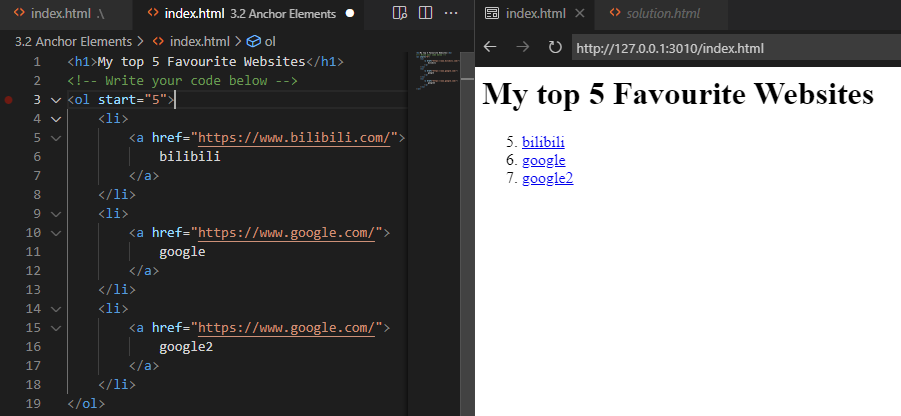 index.html .\
index.html 3.2 Anchor Elements
3.2 Anchor Elements > index.html > ol
1 <h1>My top 5 Favourite Websites</h1>
2 <!-- Write your code below -->
3 <ol start="5">
4 <li>
5 <a href="https://www.bilibili.com/">
6 bilibili
7 </a>
8 </li>
9 <li>
10 <a href="https://www.google.com/">
11 google
12 </a>
13 </li>
14 <li>
15 <a href="https://www.google.com/">
16 google2
17 </a>
18 </li>
19 </ol>
index.html
solution.html
http://127.0.0.1:3010/index.html
My top 5 Favourite Websites
5. bilibili
6. google
7. google2